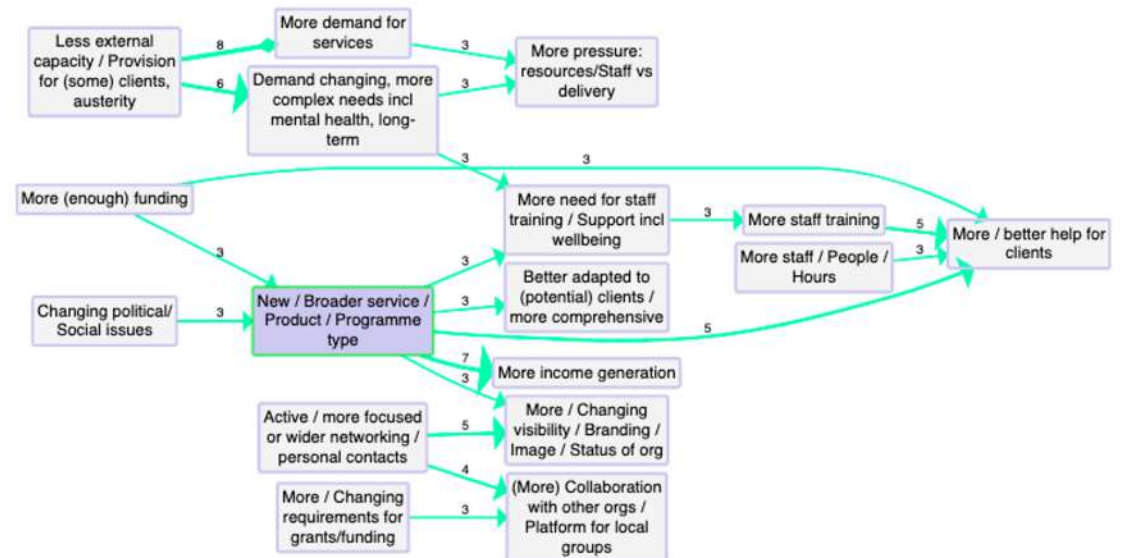 Less external
capacity / Provision
for (some) clients,
austerity
8
6
More demand for
services
Demand changing, more
complex needs incl
mental health, long-
term
3
3
More pressure:
resources/Staff vs
delivery
3
3
More (enough) funding
3
More need for staff
training / Support incl
wellbeing
3
More staff training
5
More / better help for
clients
More staff / People /
Hours
3
Changing political/
Social issues
3
New / Broader service /
Product / Programme
type
3
3
Better adapted to
(potential) clients /
more comprehensive
5
7
3
More income generation
More / Changing
visibility / Branding /
Image / Status of org
Active / more focused
or wider networking /
personal contacts
5
4
More / Changing
requirements for
grants/funding
3
(More) Collaboration
with other orgs /
Platform for local
groups